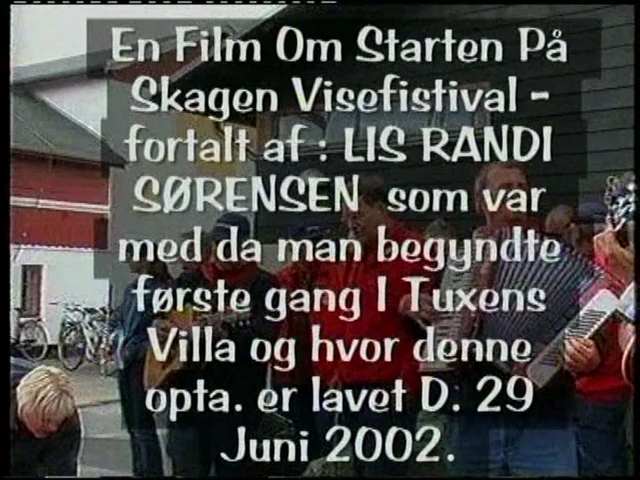 En Film Om Starten På
Skagen Visefistival -
fortalt af : LIS RANDI
SØRENSEN som var
med da man begyndte
første gang I Tuxens
Villa og hvor denne
opta. er lavet D. 29
Juni 2002.